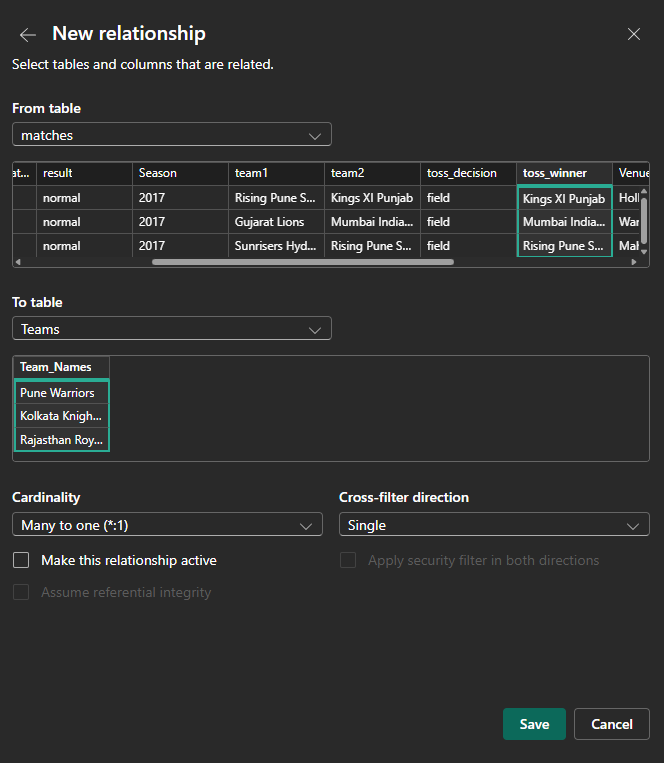 New relationship
Select tables and columns that are related.
From table
matches
at... result Season team1 team2 toss_decision toss_winner Venue
normal 2017 Rising Pune S... Kings XI Punjab field Kings XI Punjab Holl
normal 2017 Gujarat Lions Mumbai India... field Mumbai India... War
normal 2017 Sunrisers Hyd... Rising Pune S... field Rising Pune S... Mah
To table
Teams
Team_Names
Pune Warriors
Kolkata Knigh...
Rajasthan Roy...
Cardinality Cross-filter direction
Many to one (*:1) Single
Make this relationship active Apply security filter in both directions
Assume referential integrity
Save Cancel